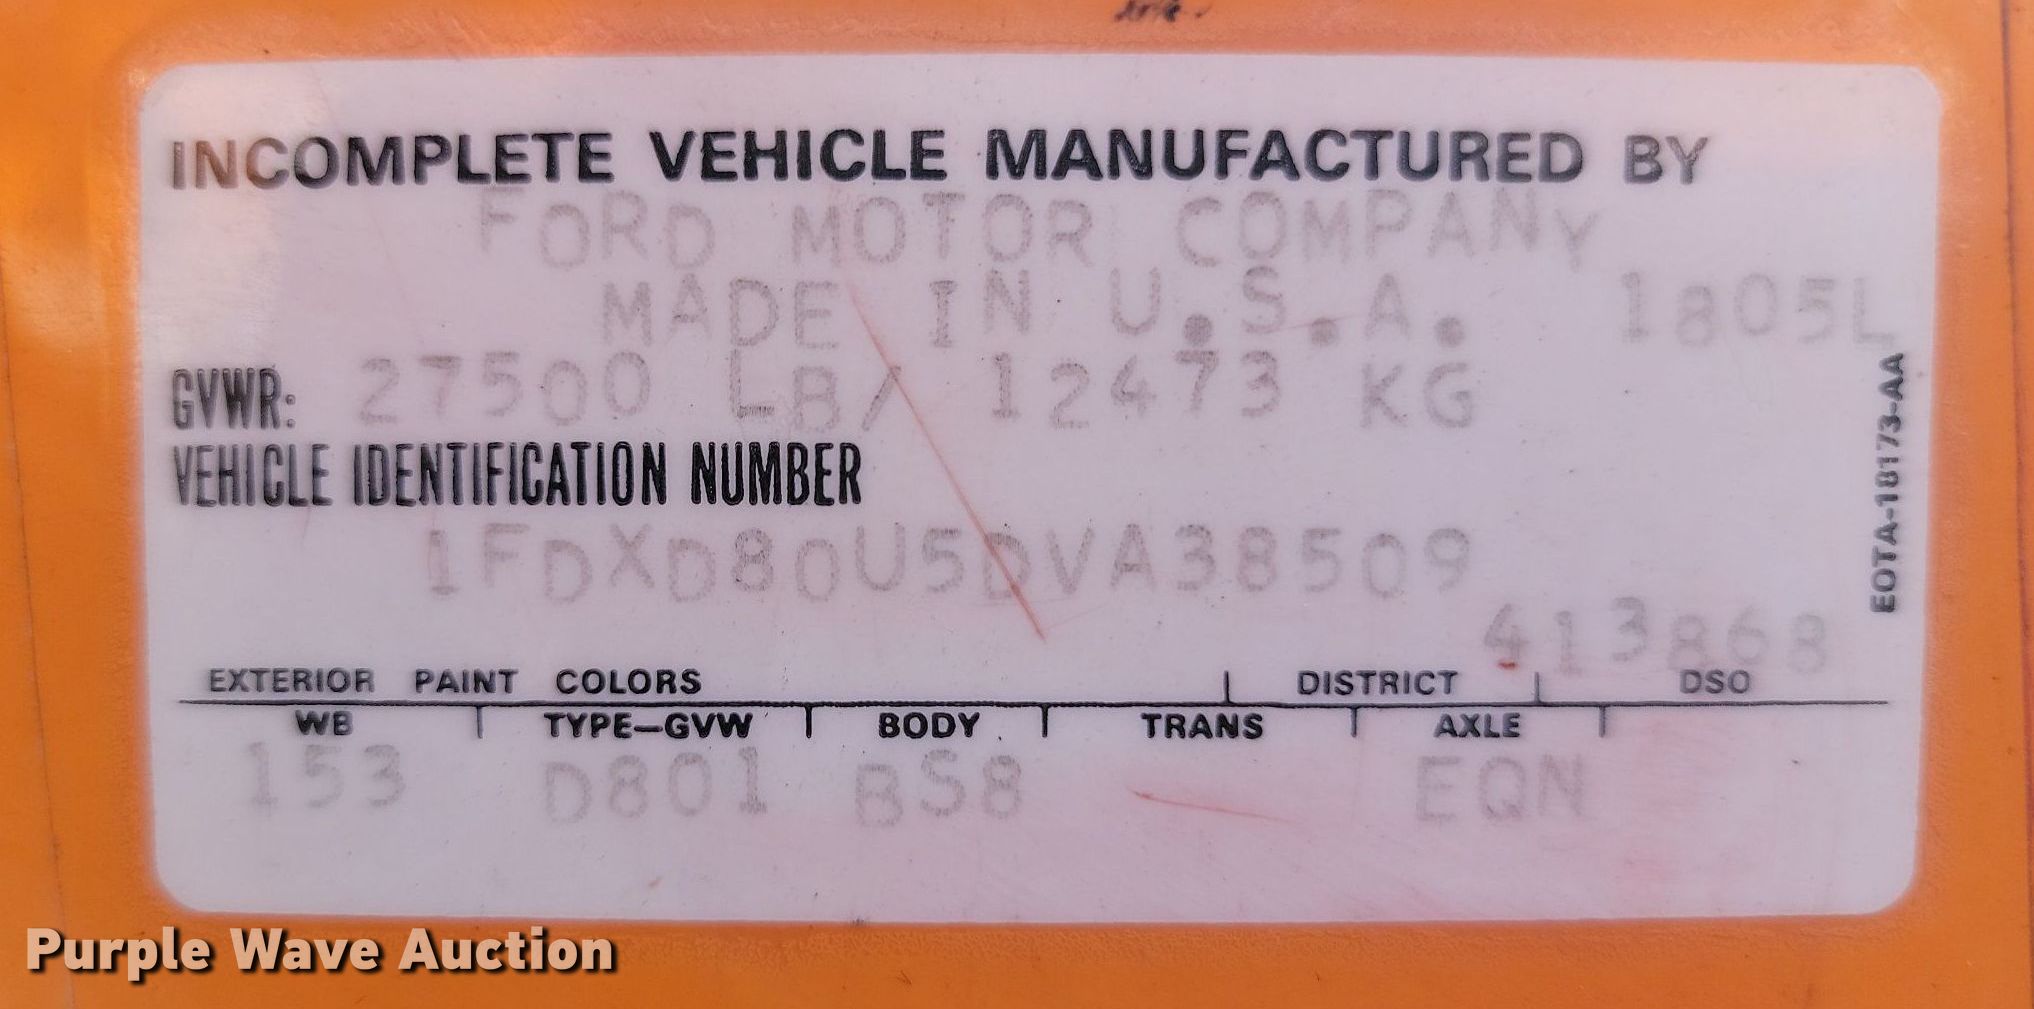 INCOMPLETE VEHICLE MANUFACTURED BY
FORD MOTOR COMPANY
MADE IN U.S.A. 1805L
GVWR: 27500 LB/ 12473 KG
VEHICLE IDENTIFICATION NUMBER
1FDXD80U5DVA38509
EOTA-18173-AA
413868
EXTERIOR PAINT COLORS DISTRICT DSO
WB TYPE-GVW BODY TRANS AXLE
153 D801 BS8 EQN
Purple Wave Auction